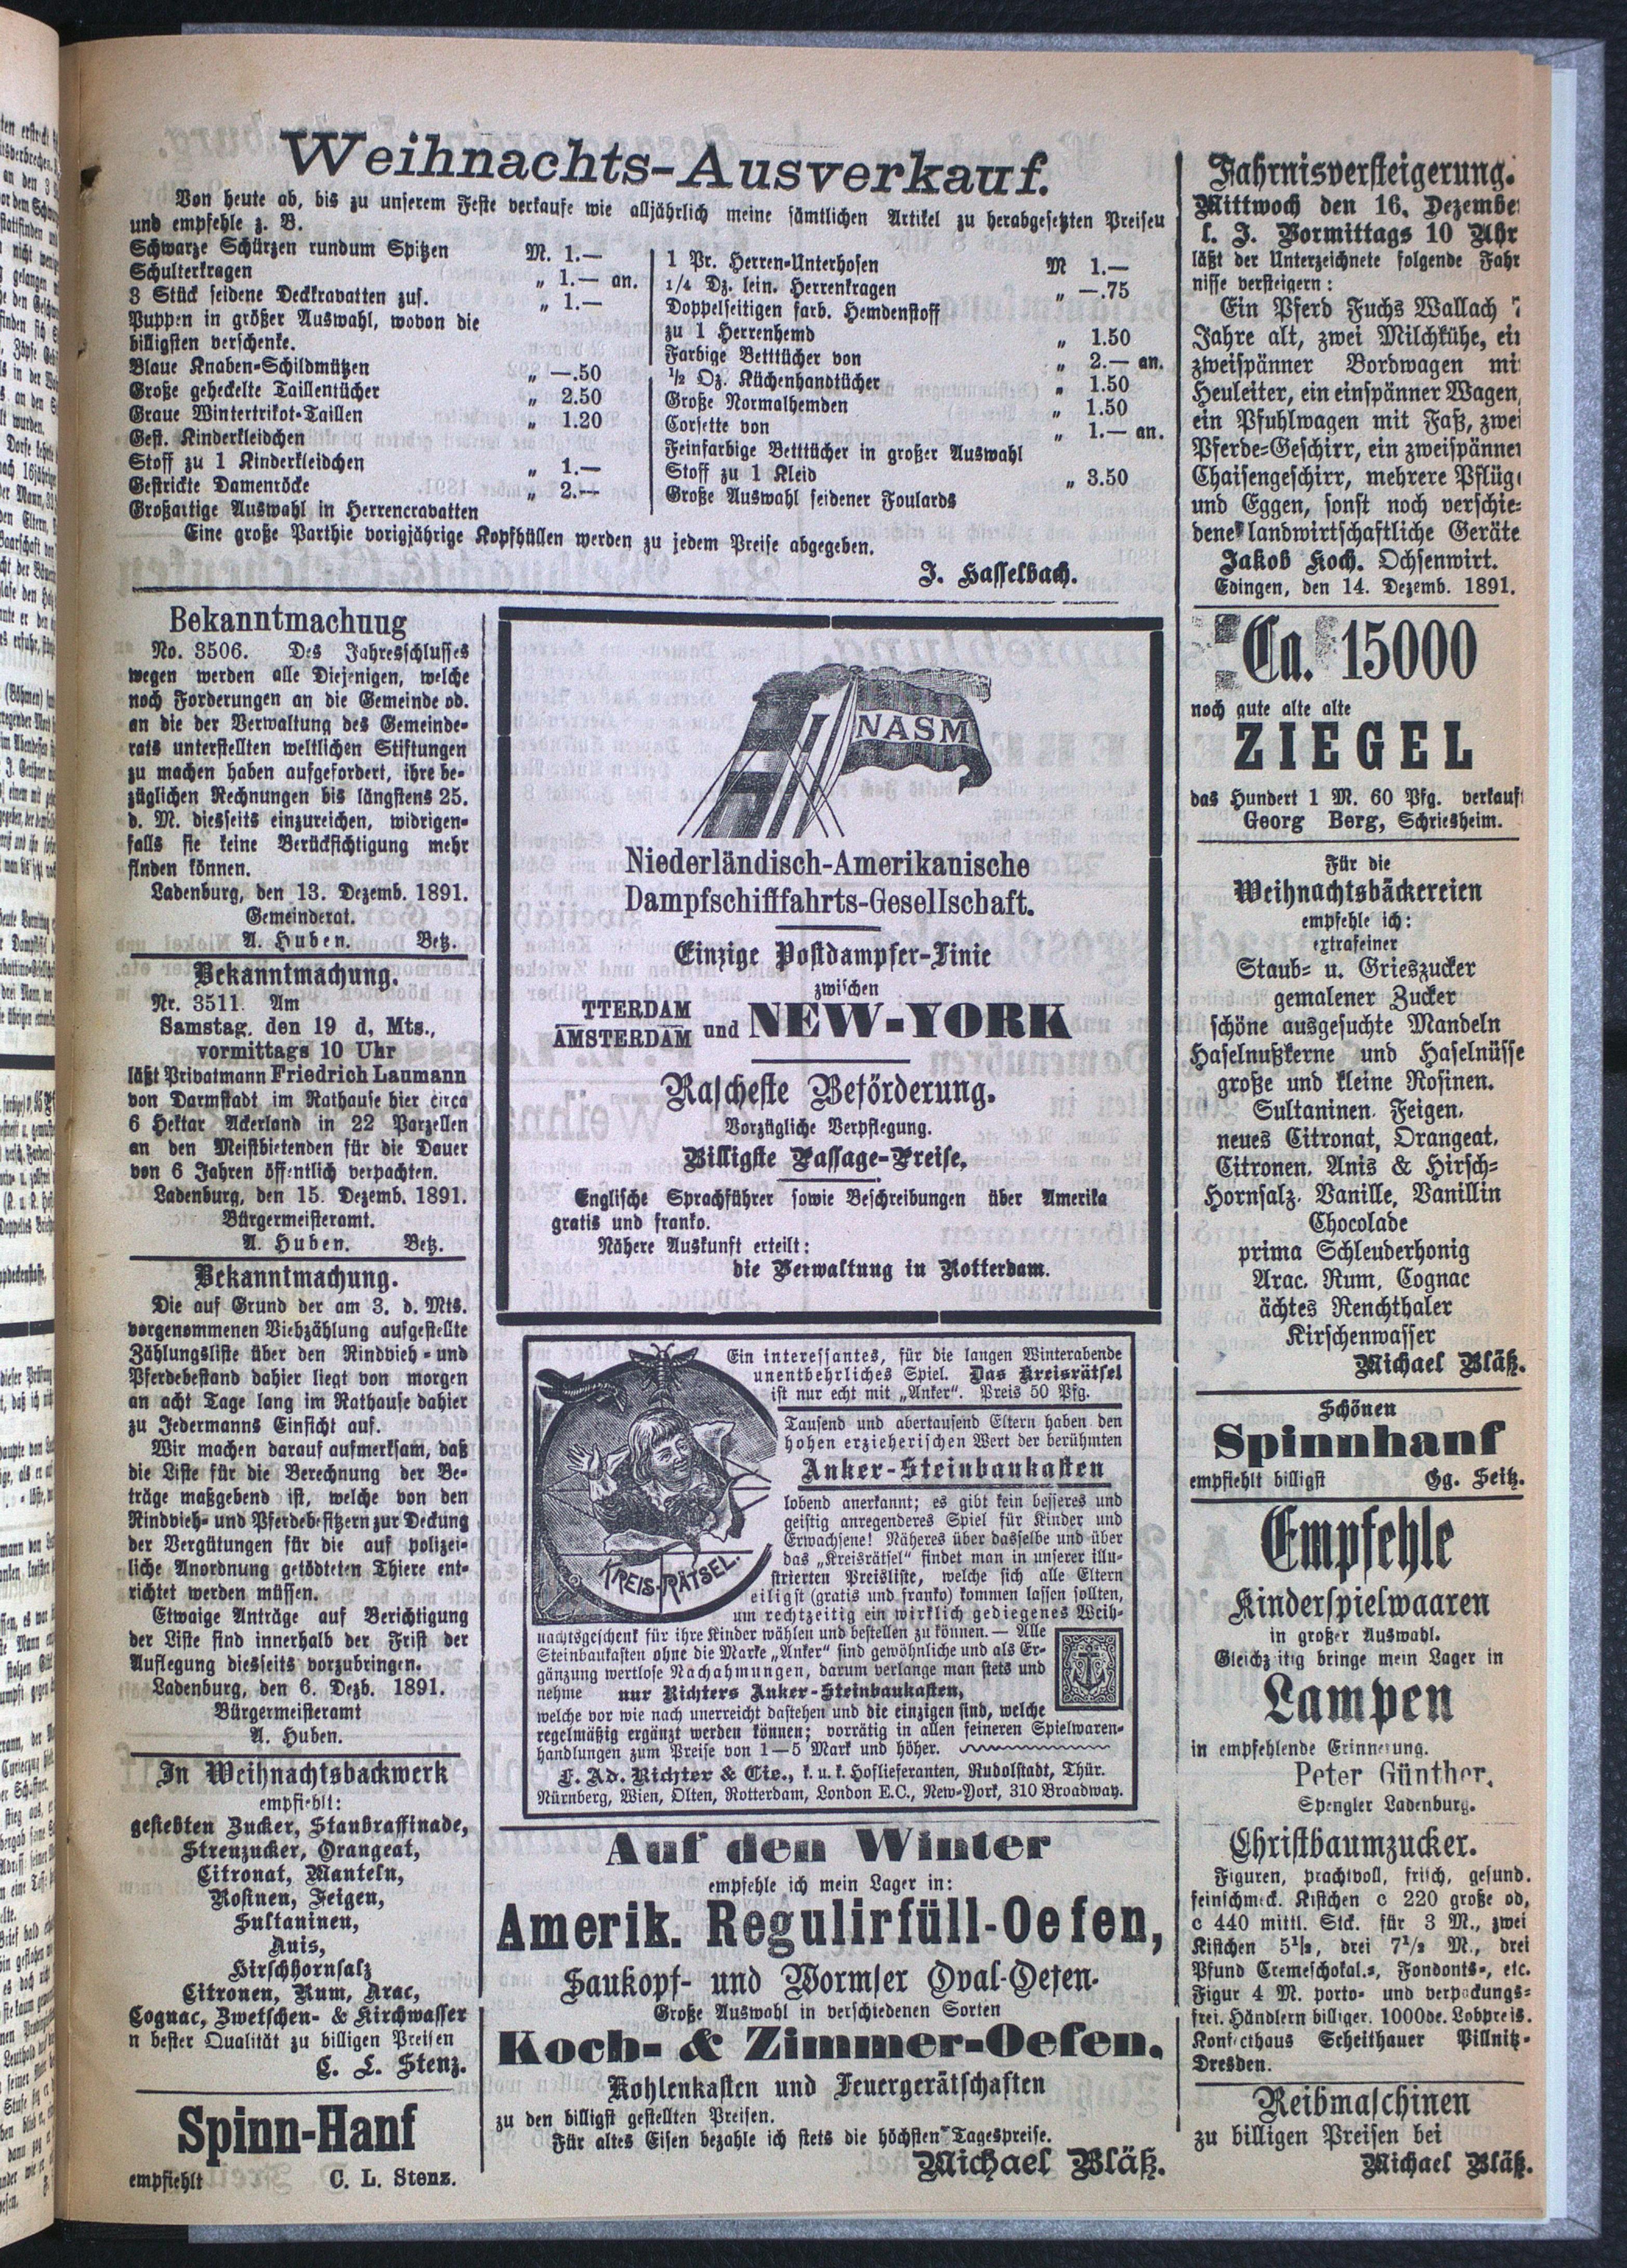 Weihnachts-Ausverkauf.
Von heute ab, bis zu unserem Feste verkaufe wie alljährlich meine sämtlichen Artikel zu herabgesetzten Preisen
und empfehle z. B.
Schwarze Schürzen rundum Spitzen M. 1.—
Schulterkragen „ 1.— an.
3 Stück seidene Deckkravatten zus. „ 1.—
Puppen in größer Auswahl, wovon die
billigsten verschenke.
Blaue Knaben-Schildmützen „ —.50
Große geheckelte Taillentücher „ 2.50
Graue Wintertrikot-Taillen „ 1.20
Gest. Kinderkleidchen
Stoff zu 1 Kinderkleidchen „ 1.—
Gestrickte Damenröcke „ 2.—
Großartige Auswahl in Herrencravatten
1 Pr. Herren-Unterhosen M 1.—
1/4 Dz. lein. Herrenkragen „ —.75
Doppelseitigen farb. Hemdenstoff
zu 1 Herrenhemd „ 1.50
Farbige Betttücher von „ 2.— an.
1/2 Dz. Küchenhandtücher „ 1.50
Große Normalhemden „ 1.50
Corsette von „ 1.— an.
Feinfarbige Betttücher in großer Auswahl
Stoff zu 1 Kleid „ 3.50
Große Auswahl seidener Foulards
Eine große Parthie vorigjährige Kopfhüllen werden zu jedem Preise abgegeben.
J. Hasselbach.
Bekanntmachuug
No. 3506. Des Jahresschlusses
wegen werden alle Diejenigen, welche
noch Forderungen an die Gemeinde od.
an die der Verwaltung des Gemeinde-
rats unterstellten weltlichen Stiftungen
zu machen haben aufgefordert, ihre be-
züglichen Rechnungen bis längstens 25.
d. M. diesseits einzureichen, widrigen-
falls sie keine Berücksichtigung mehr
finden können.
Ladenburg, den 13. Dezemb. 1891.
Gemeinderat.
A. Huben. Betz.
Bekanntmachung.
Nr. 3511. Am
Samstag, den 19 d. Mts.,
vormittags 10 Uhr
läßt Privatmann Friedrich Laumann
von Darmstadt im Rathause hier circa
6 Hektar Ackerland in 22 Parzellen
an den Meistbietenden für die Dauer
von 6 Jahren öffentlich verpachten.
Ladenburg, den 15. Dezemb. 1891.
Bürgermeisteramt.
A. Huben. Betz.
Bekanntmachung.
Die auf Grund der am 3. d. Mts.
vorgenommenen Viehzählung aufgestellte
Zählungsliste über den Rindvieh- und
Pferdebestand dahier liegt von morgen
an acht Tage lang im Rathause dahier
zu Jedermanns Einsicht auf.
Wir machen darauf aufmerksam, daß
die Liste für die Berechnung der Be-
träge maßgebend ist, welche von den
Rindvieh- und Pferdebesitzern zur Deckung
der Vergütungen für die auf polizei-
liche Anordnung getödteten Thiere ent-
richtet werden müssen.
Etwaige Anträge auf Berichtigung
der Liste sind innerhalb der Frist der
Auflegung diesseits vorzubringen.
Ladenburg, den 6. Dezb. 1891.
Bürgermeisteramt
A. Huben.
In Weihnachtsbackwerk
empfiehlt:
gesiebten Zucker, Staubraffinade,
Streuzucker, Orangeat,
Citronat, Manteln,
Rosinen, Feigen,
Sultaninen,
Anis,
Hirschhornsalz
Citronen, Rum, Arac,
Cognac, Zwetschen- & Kirchwasser
n bester Qualität zu billigen Preisen
C. L. Stenz.
Spinn-Hanf
empfiehlt C. L. Stenz.
NASM
Niederländisch-Amerikanische
Dampfschifffahrts-Gesellschaft.
Einzige Postdampfer-Linie
zwischen
TTERDAM
AMSTERDAM und NEW-YORK
Rascheste Beförderung.
Vorzügliche Verpflegung.
Billigste Passage-Preise,
Englische Sprachführer sowie Beschreibungen über Amerika
gratis und franko.
Nähere Auskunft erteilt:
die Verwaltung in Rotterdam.
KREIS-RÄTSEL.
Ein interessantes, für die langen Winterabende
unentbehrliches Spiel. Das Kreisrätsel
ist nur echt mit „Anker“. Preis 50 Pfg.
Tausend und abertausend Eltern haben den
hohen erzieherischen Wert der berühmten
Anker-Steinbaukasten
lobend anerkannt; es gibt kein besseres und
geistig anregenderes Spiel für Kinder und
Erwachsene! Näheres über dasselbe und über
das „Kreisrätsel“ findet man in unserer illu-
strierten Preisliste, welche sich alle Eltern
eiligst (gratis und franko) kommen lassen sollten,
um rechtzeitig ein wirklich gediegenes Weih-
nachtsgeschenk für ihre Kinder wählen und bestellen zu können. — Alle
Steinbaukasten ohne die Marke „Anker“ sind gewöhnliche und als Er-
gänzung wertlose Nachahmungen, darum verlange man stets und
nehme nur Richters Anker-Steinbaukasten,
welche vor wie nach unerreicht dastehen und die einzigen sind, welche
regelmäßig ergänzt werden können; vorrätig in allen feineren Spielwaren-
handlungen zum Preise von 1—5 Mark und höher.
F. Ad. Richter & Cie., k. u. k. Hoflieferanten, Rudolstadt, Thür.
Nürnberg, Wien, Olten, Rotterdam, London E.C., New-York, 310 Broadway.
Auf den Winter
empfehle ich mein Lager in:
Amerik. Regulirfüll-Oefen,
Saukopf- und Wormser Oval-Oefen.
Große Auswahl in verschiedenen Sorten
Koch- & Zimmer-Oefen.
Kohlenkasten und Feuergerätschaften
zu den billigst gestellten Preisen.
Für altes Eisen bezahle ich stets die höchsten Tagespreise.
Michael Bläß.
Fahrnisversteigerung.
Mittwoch den 16. Dezembe
l. J. Vormittags 10 Uhr
läßt der Unterzeichnete folgende Fahr
nisse versteigern:
Ein Pferd Fuchs Wallach 7
Jahre alt, zwei Milchkühe, ein
zweispänner Bordwagen mi
Heuleiter, ein einspänner Wagen,
ein Pfuhlwagen mit Faß, zwei
Pferde-Geschirr, ein zweispänner
Chaisengeschirr, mehrere Pflüg
und Eggen, sonst noch verschie-
dene landwirtschaftliche Geräte
Jakob Koch. Ochsenwirt.
Edingen, den 14. Dezemb. 1891.
Ca. 15000
noch gute alte alte
ZIEGEL
das Hundert 1 M. 60 Pfg. verkauf
Georg Berg, Schriesheim.
Für die
Weihnachtsbäckereien
empfehle ich:
extrafeiner
Staub- u. Grieszucker
gemalener Zucker
schöne ausgesuchte Mandeln
Haselnußkerne und Haselnüsse
große und kleine Rosinen.
Sultaninen. Feigen.
neues Citronat, Orangeat.
Citronen, Anis & Hirsch-
Hornsalz. Vanille, Vanillin
Chocolade
prima Schleuderhonig
Arac. Rum, Cognac
ächtes Renchthaler
Kirschenwasser
Michael Bläß.
Schönen
Spinnhanf
empfiehlt billigst Gg. Seitz.
Empfehle
Kinderspielwaaren
in großer Auswahl.
Gleichz itig bringe mein Lager in
Lampen
in empfehlende Erinnerung.
Peter Günther,
Spengler Ladenburg.
Christbaumzucker.
Figuren, prachtvoll, frisch, gesund.
feinschmeck. Kistchen c 220 große od.
c 440 mittl. Stck. für 3 M., zwei
Kistchen 5 1/2, drei 7 1/2 M., drei
Pfund Cremeschokol.-, Fondonts-, etc.
Figur 4 M. porto- und verpackungs-
frei. Händlern billiger. 1000de. Lobpreis.
Konfecthaus Scheithauer Pillnitz-
Dresden.
Reibmaschinen
zu billigen Preisen bei
Michael Bläß.